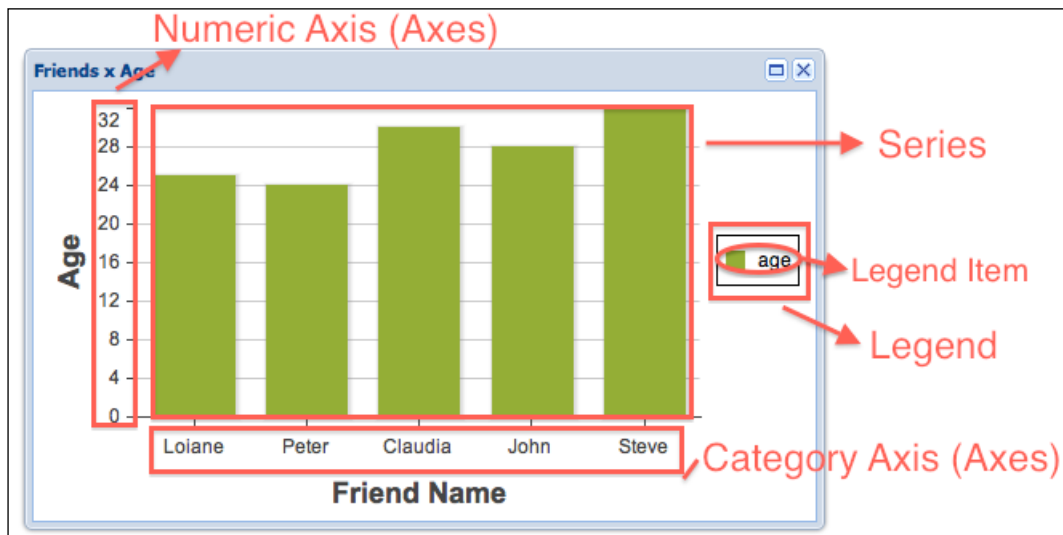 Numeric Axis (Axes)
Friends x Age
32
28
24
20
16
12
8
4
0
Age
Series
age
Legend Item
Legend
Loiane Peter Claudia John Steve
Category Axis (Axes)
Friend Name